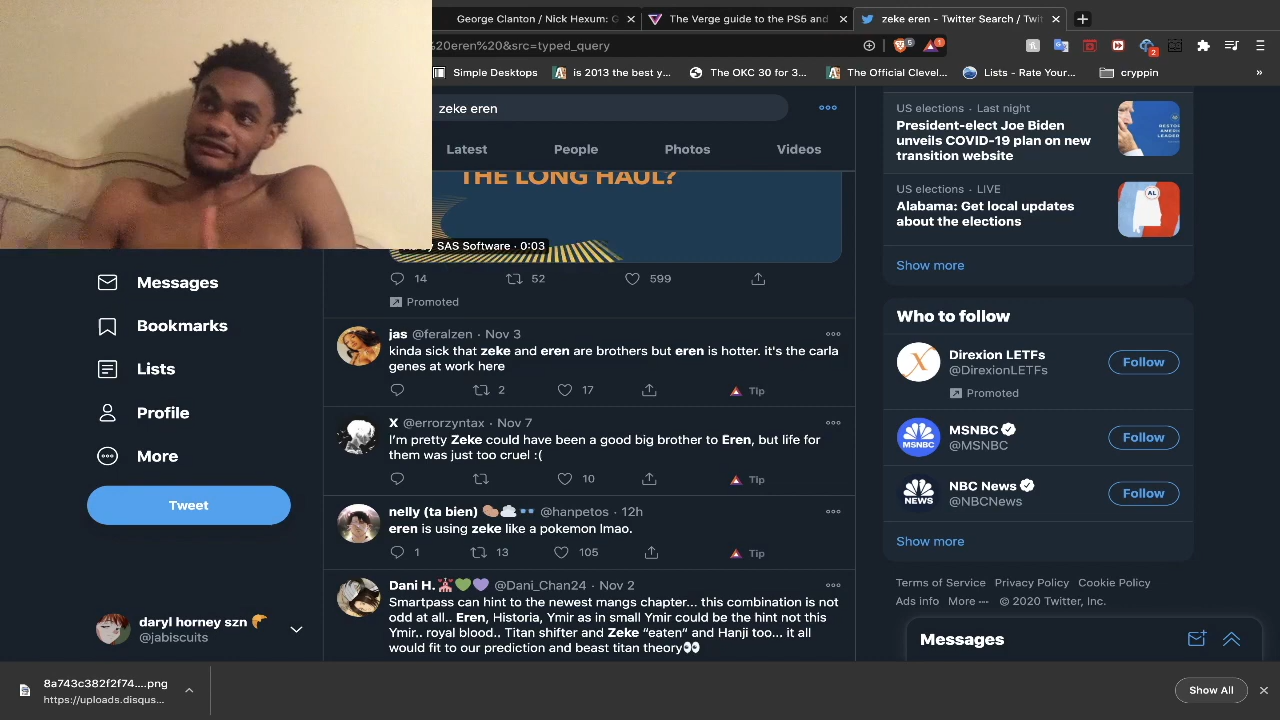 George Clanton / Nick Hexum: G
The Verge guide to the PS5 and
zeke eren - Twitter Search / Twit
%20eren%20&src=typed_query
6
1
2
Simple Desktops
is 2013 the best y...
The OKC 30 for 3...
The Official Clevel...
Lists - Rate Your...
cryppin
»
zeke eren
Latest
People
Photos
Videos
THE LONG HAUL?
by SAS Software · 0:03
14
52
599
Promoted
jas @feralzen · Nov 3
kinda sick that zeke and eren are brothers but eren is hotter. it's the carla
genes at work here
2
17
Tip
X @errorzyntax · Nov 7
I'm pretty Zeke could have been a good big brother to Eren, but life for
them was just too cruel :(
10
Tip
nelly (ta bien) 🥔☁️👓 @hanpetos · 12h
eren is using zeke like a pokemon lmao.
1
13
105
Tip
Dani H. 🏰💚💜 @Dani_Chan24 · Nov 2
Smartpass can hint to the newest mangs chapter... this combination is not
odd at all.. Eren, Historia, Ymir as in small Ymir could be the hint not this
Ymir.. royal blood.. Titan shifter and Zeke “eaten” and Hanji too... it all
would fit to our prediction and beast titan theory👀
Messages
Bookmarks
Lists
Profile
More
Tweet
daryl horney szn 🥐
@jabiscuits
US elections · Last night
President-elect Joe Biden
unveils COVID-19 plan on new
transition website
US elections · LIVE
Alabama: Get local updates
about the elections
AL
Show more
Who to follow
Direxion LETFs
@DirexionLETFs
Follow
Promoted
MSNBC
@MSNBC
Follow
MSNBC
NBC News
@NBCNews
Follow
NEWS
Show more
Terms of Service Privacy Policy Cookie Policy
Ads info More ··· © 2020 Twitter, Inc.
Messages
8a743c382f2f74....png
https://uploads.disqus...
Show All